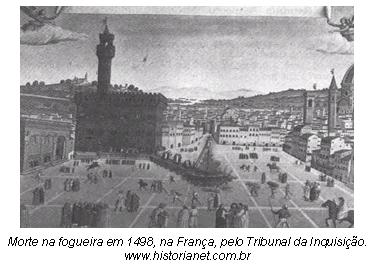 Morte na fogueira em 1498, na França, pelo Tribunal da Inquisição.
www.historianet.com.br